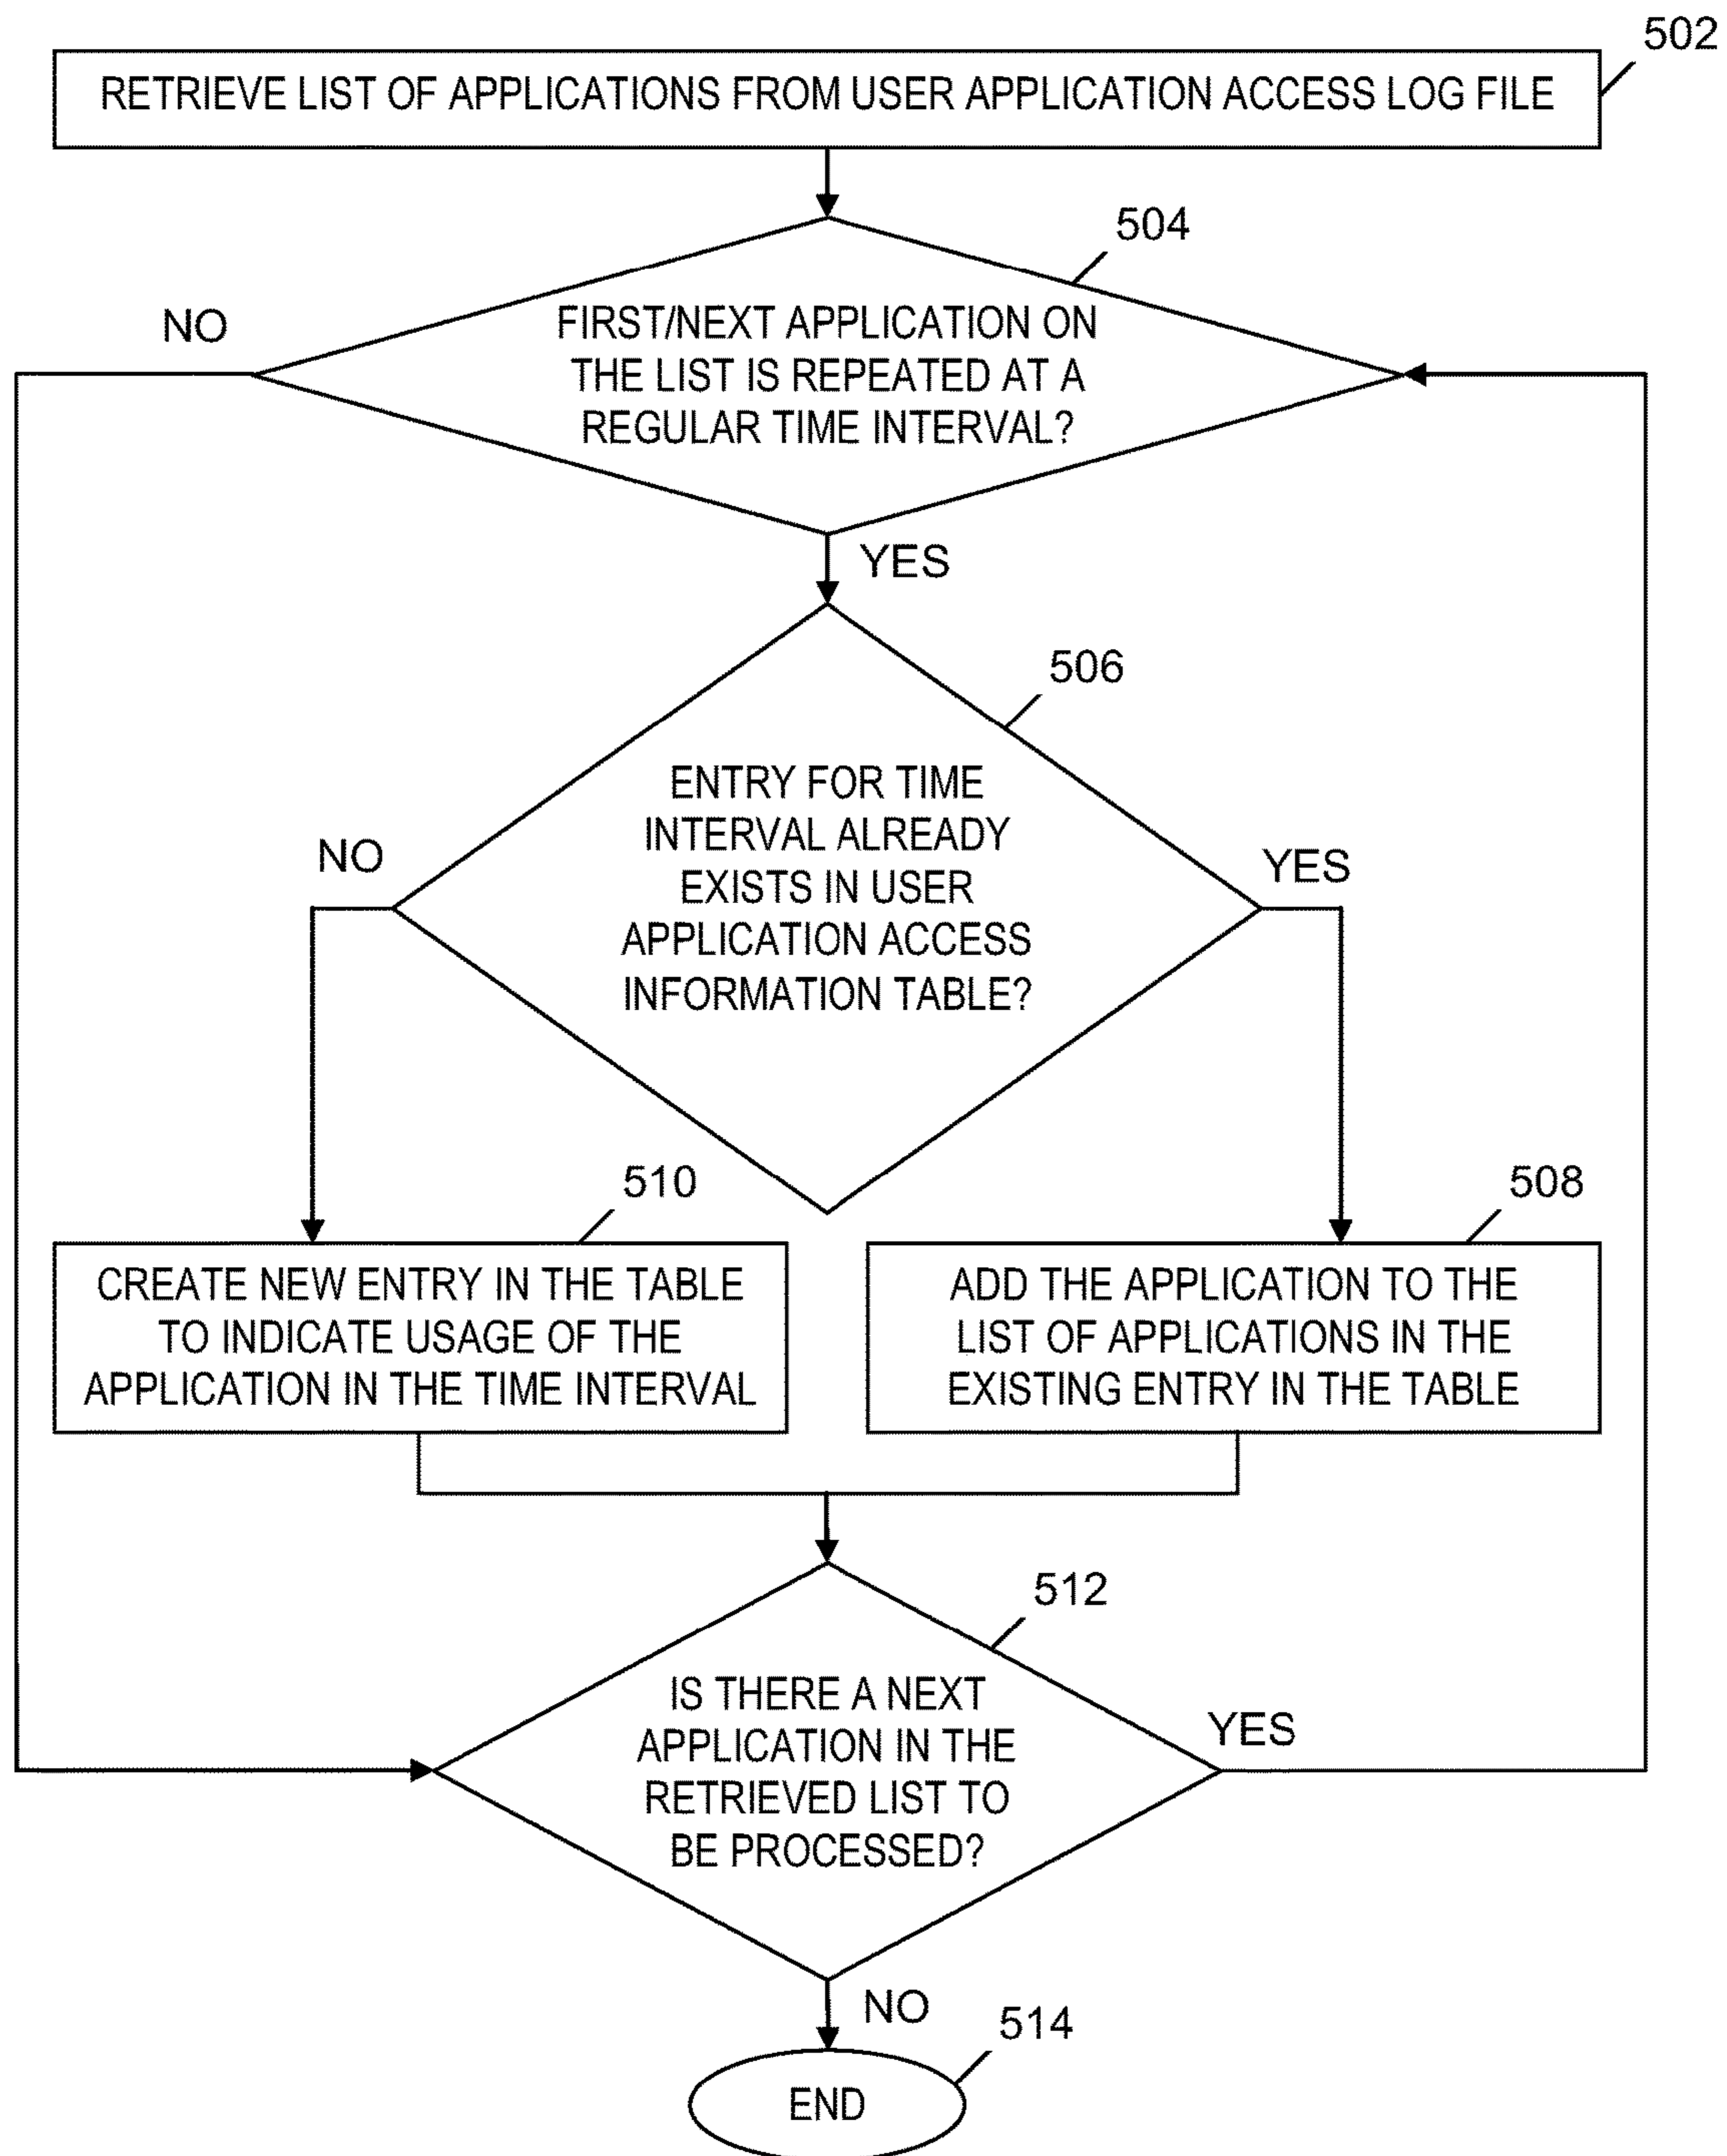 502
RETRIEVE LIST OF APPLICATIONS FROM USER APPLICATION ACCESS LOG FILE
504
NO
FIRST/NEXT APPLICATION ON
THE LIST IS REPEATED AT A
REGULAR TIME INTERVAL?
YES
506
ENTRY FOR TIME
INTERVAL ALREADY
EXISTS IN USER
APPLICATION ACCESS
INFORMATION TABLE?
NO
YES
510
CREATE NEW ENTRY IN THE TABLE
TO INDICATE USAGE OF THE
APPLICATION IN THE TIME INTERVAL
508
ADD THE APPLICATION TO THE
LIST OF APPLICATIONS IN THE
EXISTING ENTRY IN THE TABLE
512
IS THERE A NEXT
APPLICATION IN THE
RETRIEVED LIST TO
BE PROCESSED?
YES
NO
514
END